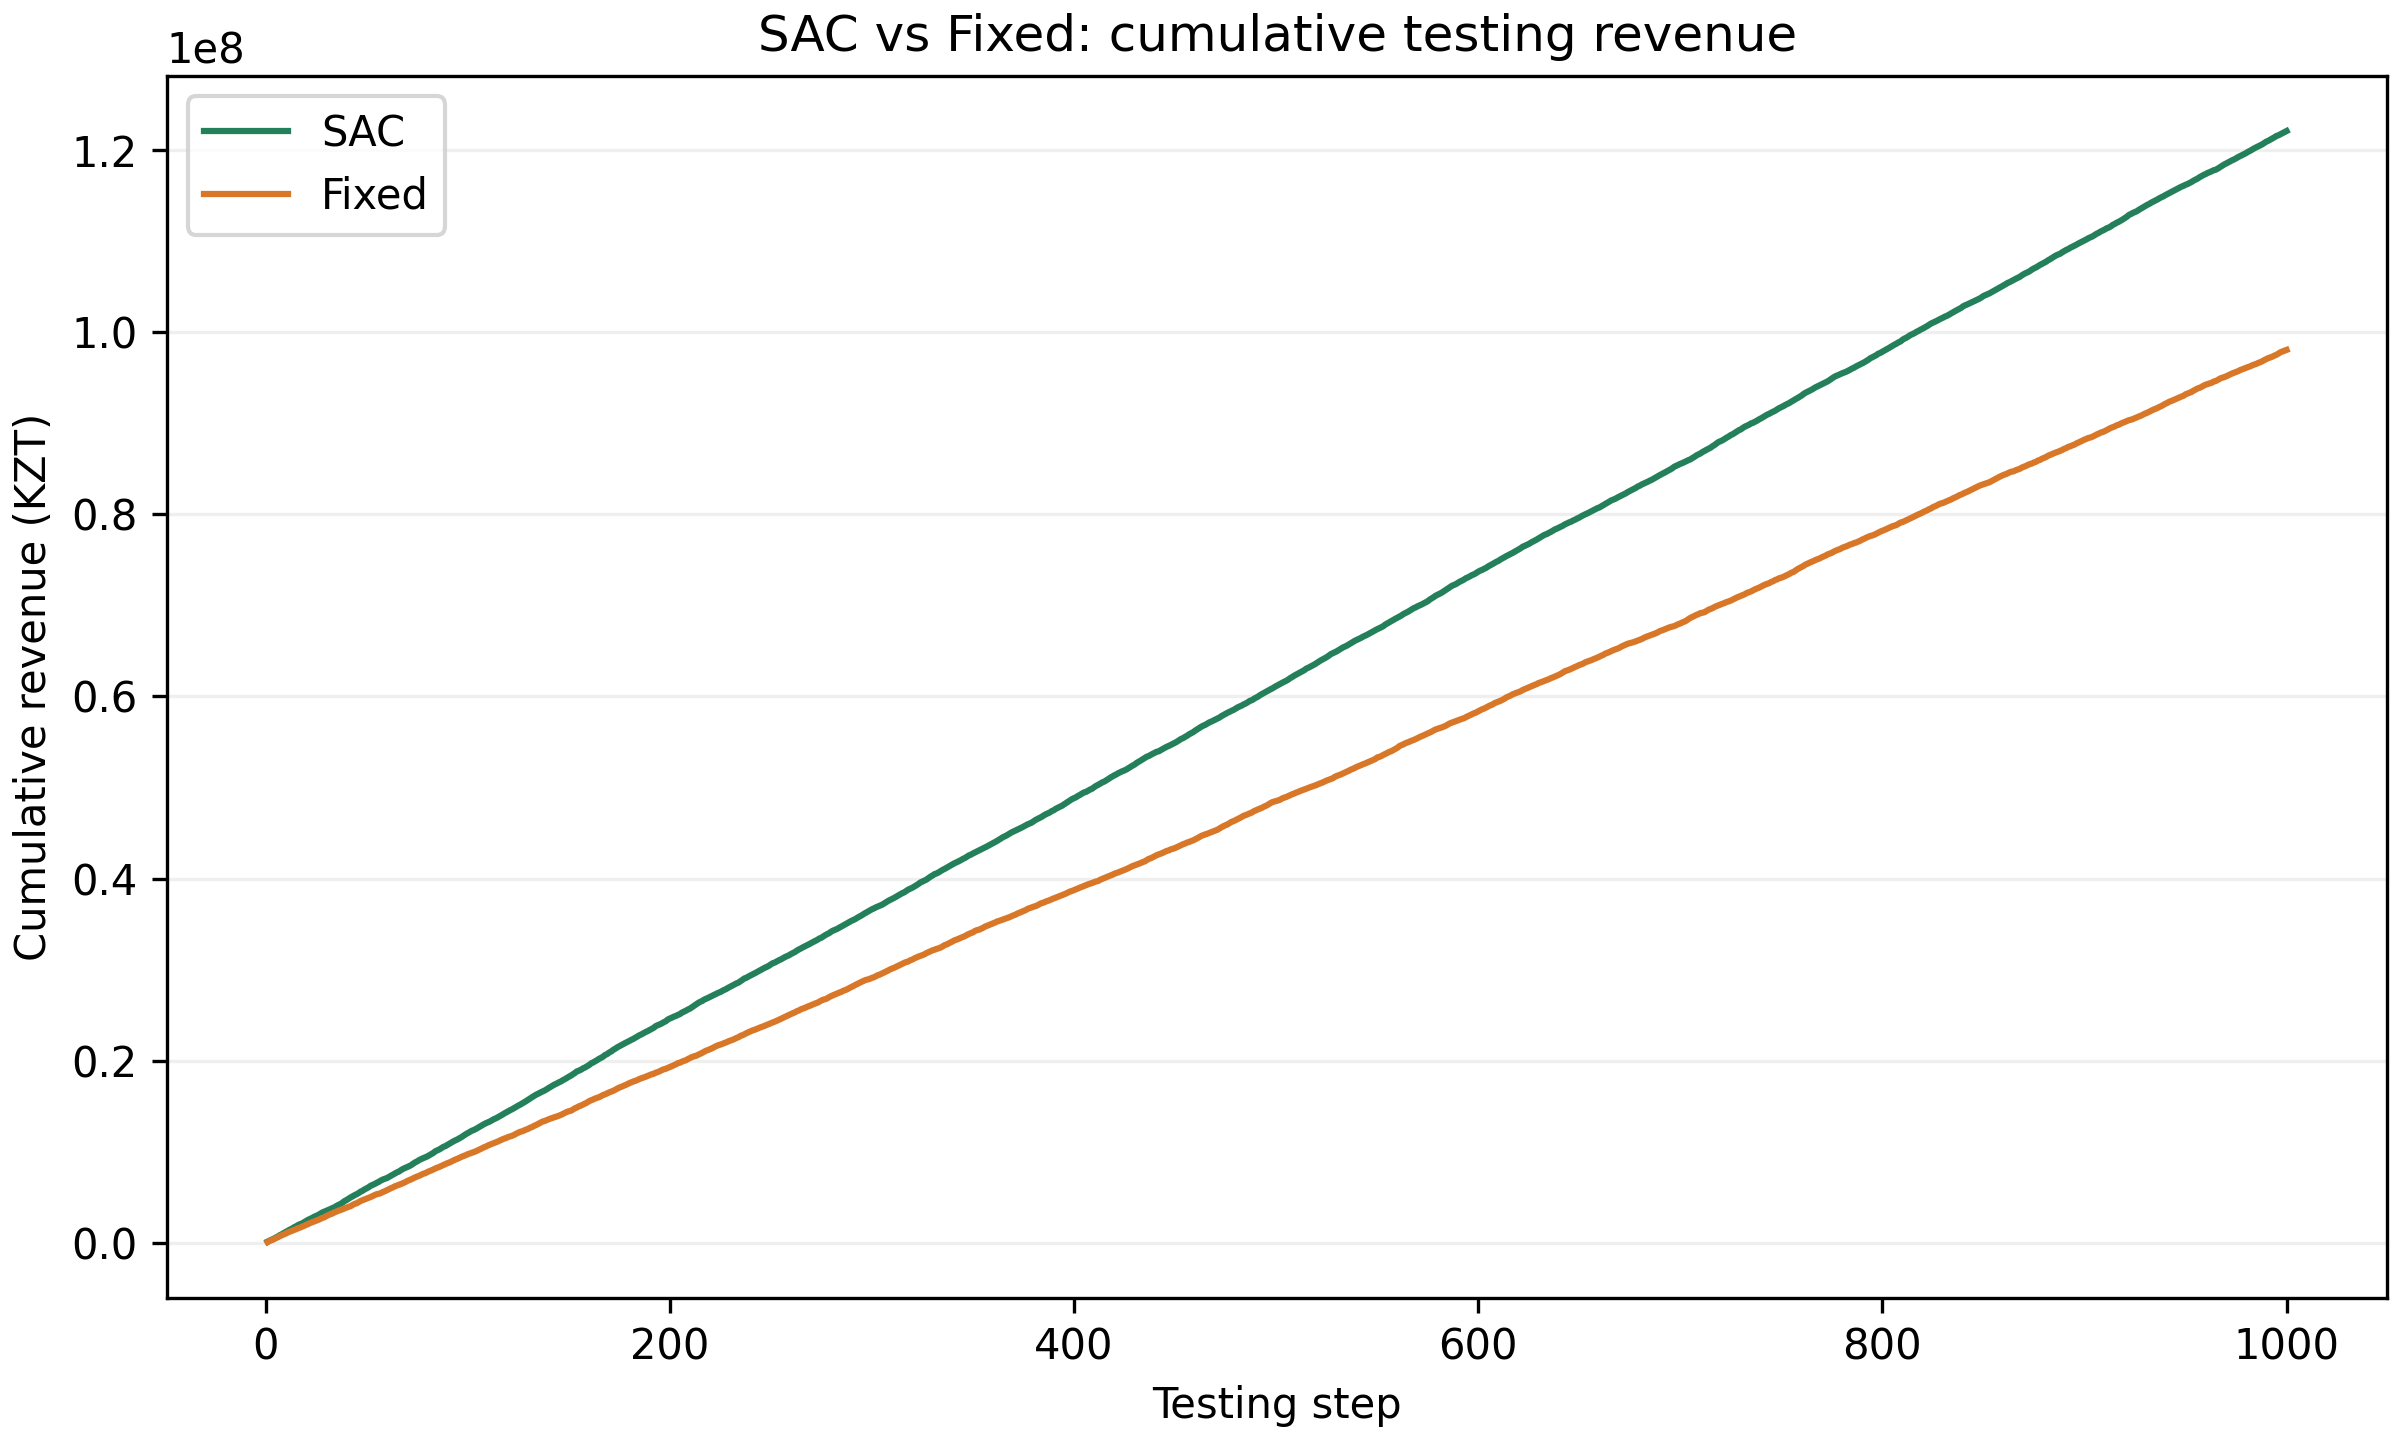 SAC vs Fixed: cumulative testing revenue
1e8
SAC
Fixed
1.2
1.0
0.8
0.6
0.4
0.2
0.0
Cumulative revenue (KZT)
0 200 400 600 800 1000
Testing step